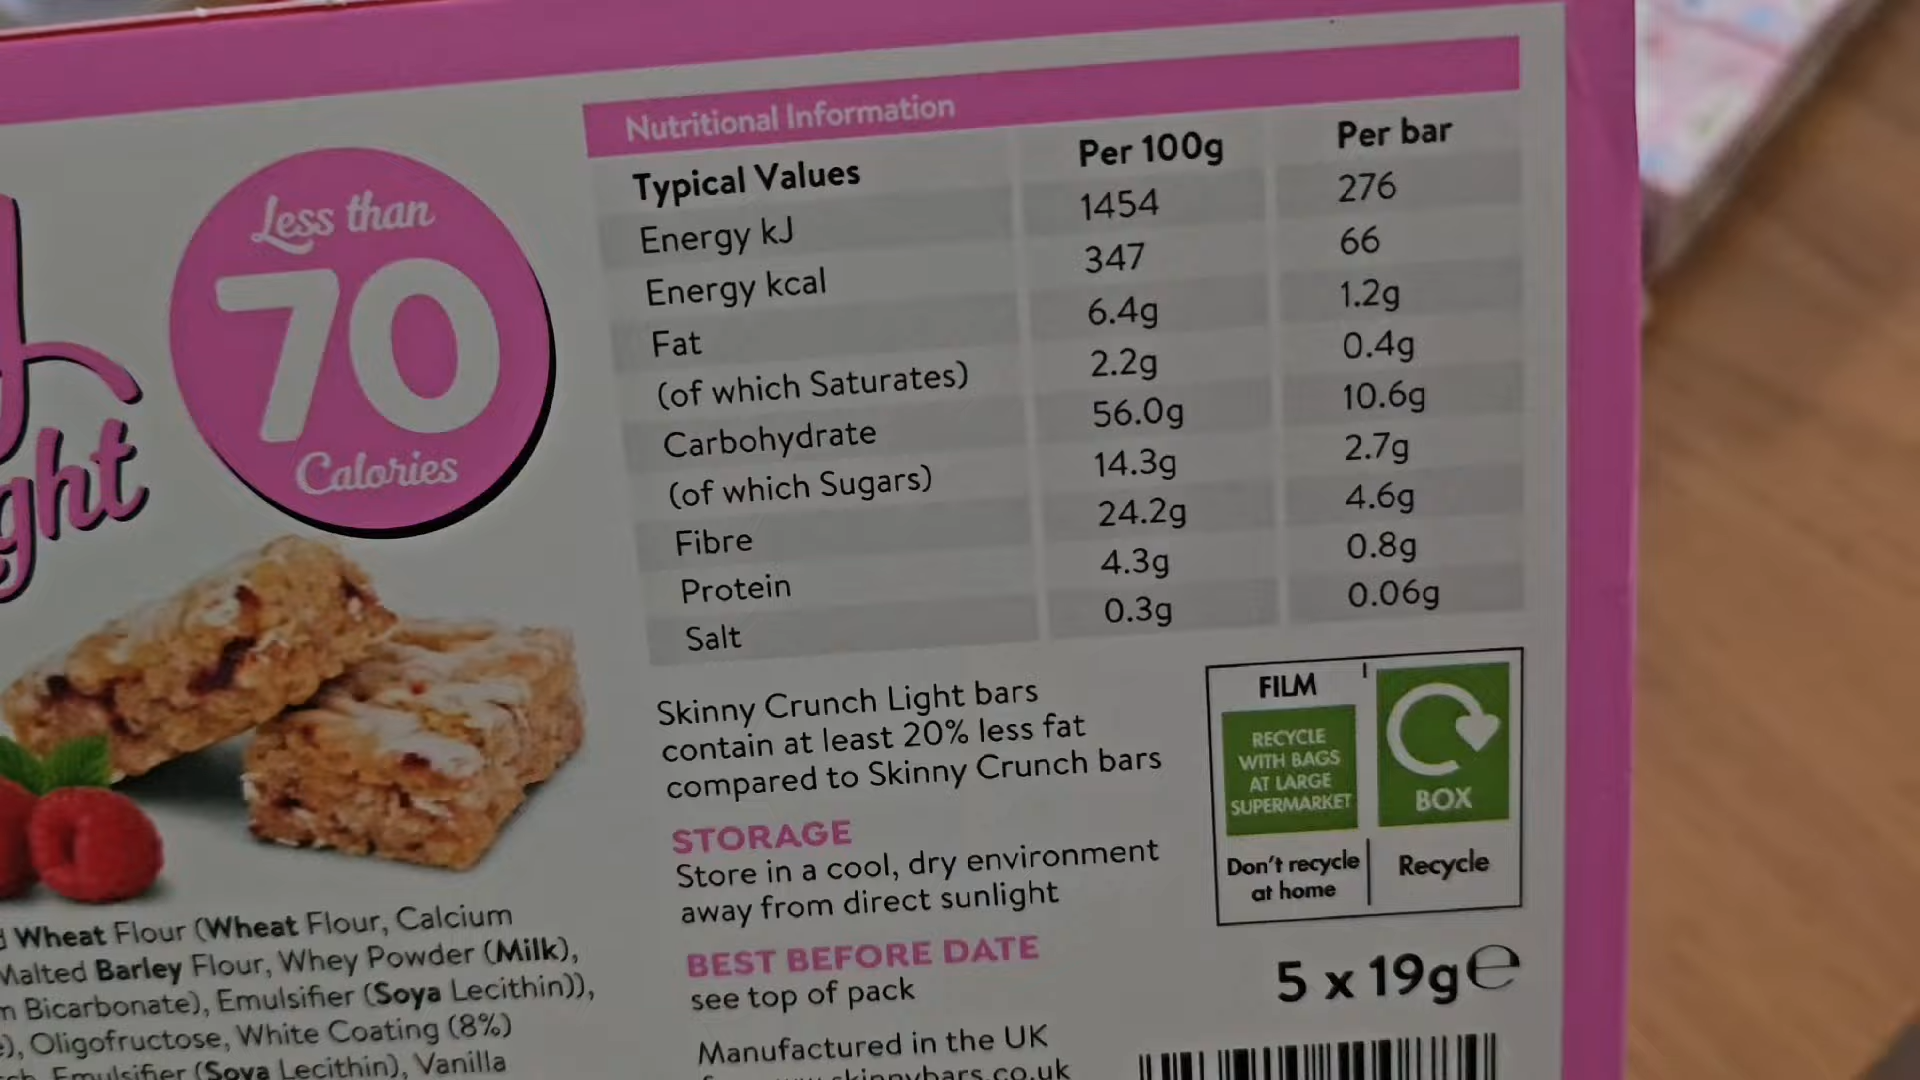 ght
Less than
70
Calories
Nutritional Information
Typical Values Per 100g Per bar
Energy kJ 1454 276
Energy kcal 347 66
Fat 6.4g 1.2g
(of which Saturates) 2.2g 0.4g
Carbohydrate 56.0g 10.6g
(of which Sugars) 14.3g 2.7g
Fibre 24.2g 4.6g
Protein 4.3g 0.8g
Salt 0.3g 0.06g
Skinny Crunch Light bars
contain at least 20% less fat
compared to Skinny Crunch bars
STORAGE
Store in a cool, dry environment
away from direct sunlight
BEST BEFORE DATE
see top of pack
Manufactured in the UK
skinnybars.co.uk
FILM
RECYCLE
WITH BAGS
AT LARGE
SUPERMARKET
Don't recycle
at home
BOX
Recycle
5 x 19g e
Wheat Flour (Wheat Flour, Calcium
Malted Barley Flour, Whey Powder (Milk),
Bicarbonate), Emulsifier (Soya Lecithin)),
Oligofructose, White Coating (8%)
Emulsifier (Soya Lecithin), Vanilla